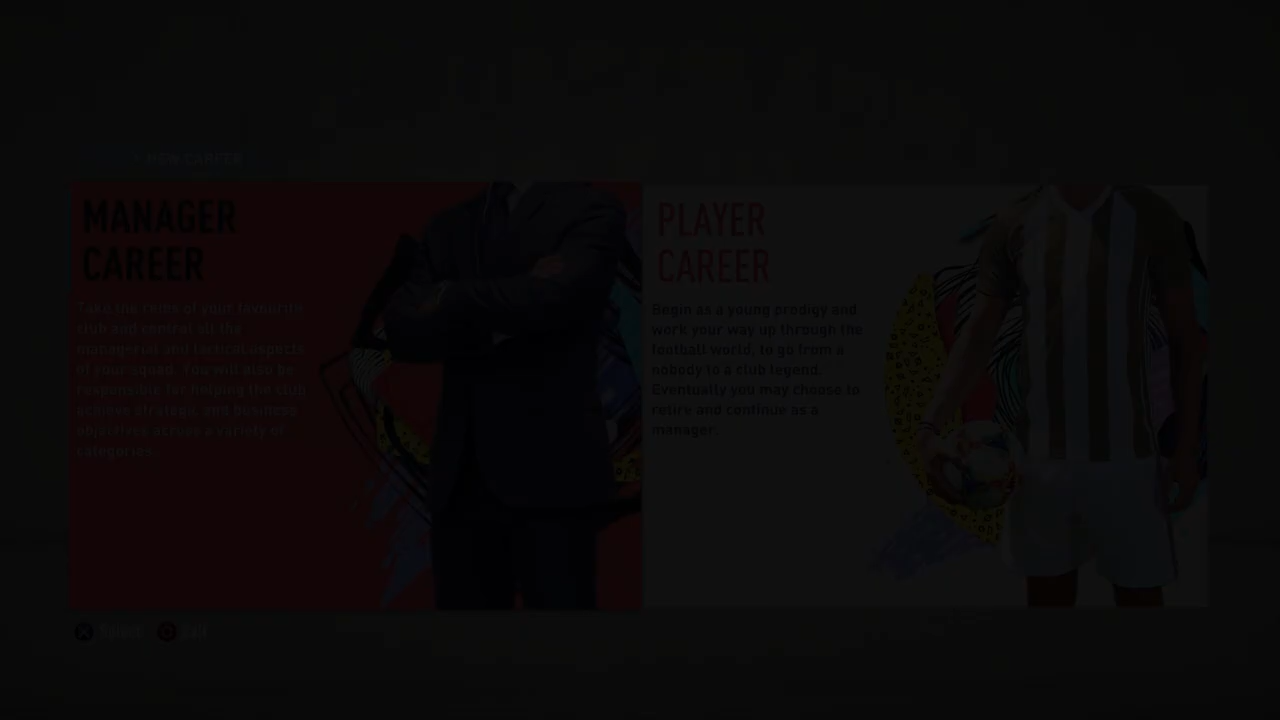 NEW CAREER
MANAGER
CAREER
Take the reins of your favourite
club and control all the
managerial and tactical aspects
of your squad. You will also be
responsible for helping the club
achieve strategic and business
objectives across a variety of
categories.
PLAYER
CAREER
Begin as a young prodigy and
work your way up through the
football world, to go from a
nobody to a club legend.
Eventually you may choose to
retire and continue as a
manager.